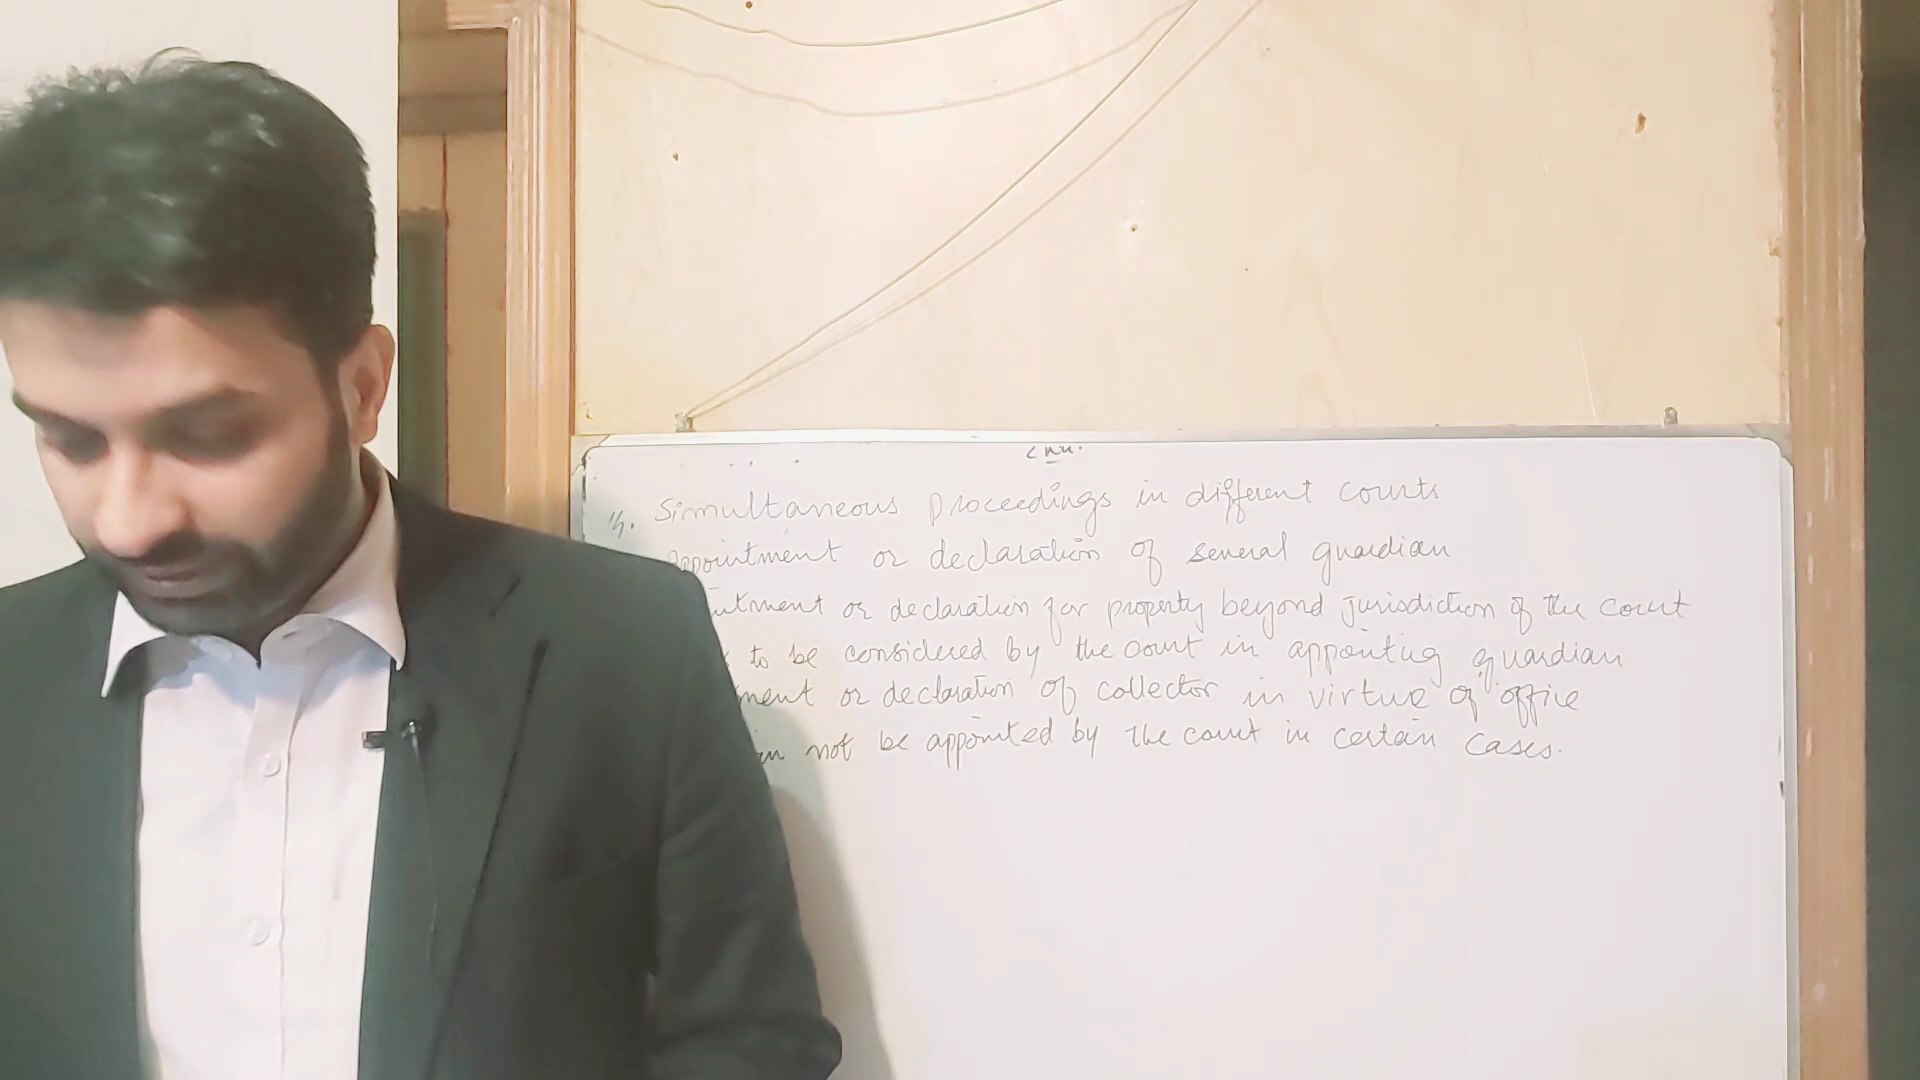 14. Simultaneous proceedings in different courts
Appointment or declaration of several guardian
or declaration for property beyond jurisdiction of the court
to be considered by the court in appointing guardian
or declaration of collector in virtue of office
not be appointed by the court in certain cases.